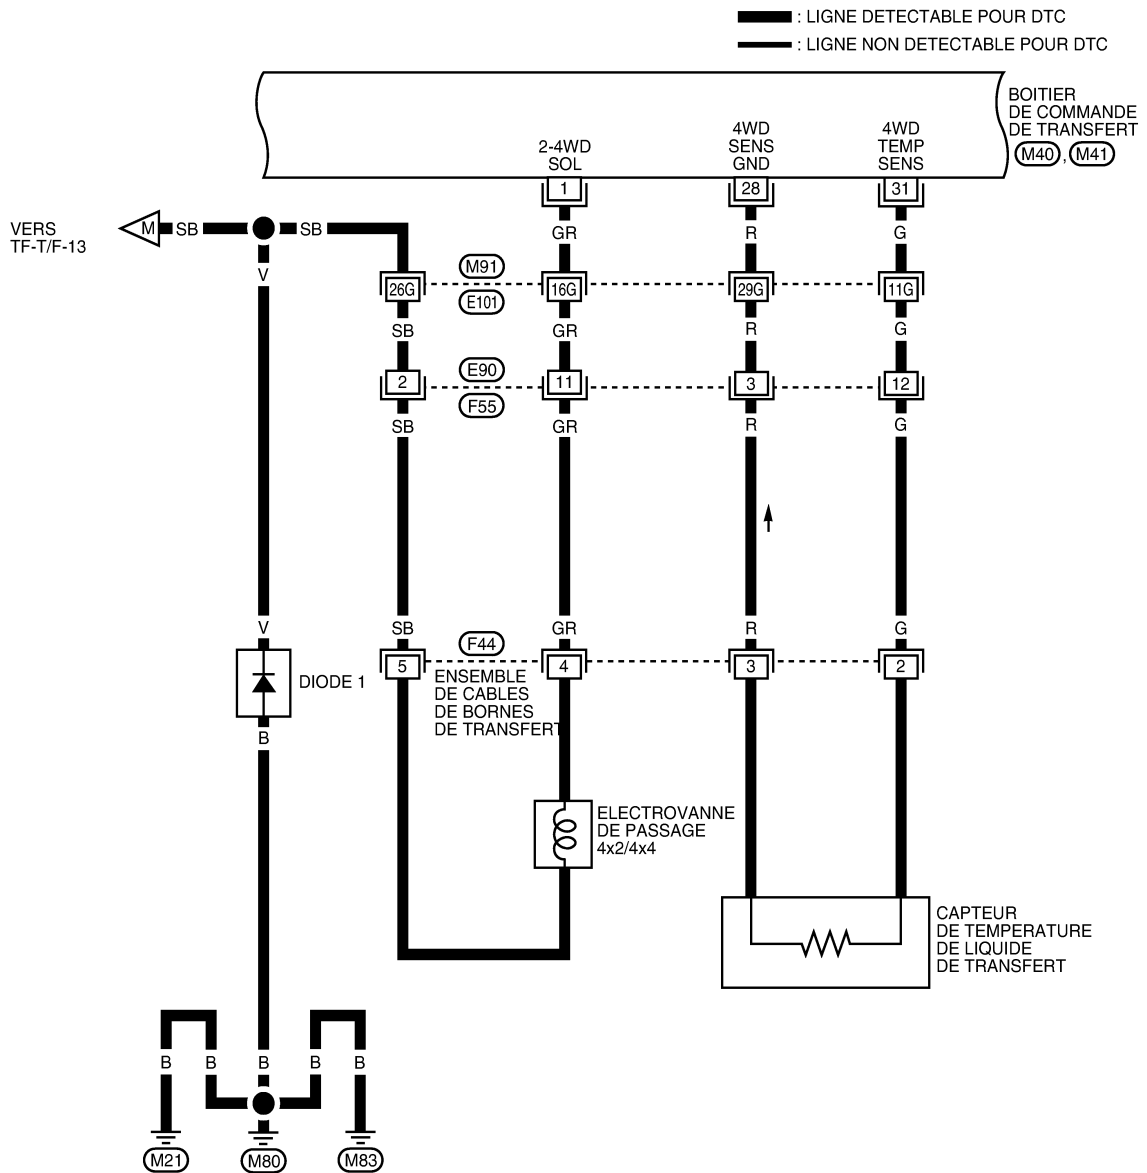 : LIGNE DETECTABLE POUR DTC
: LIGNE NON DETECTABLE POUR DTC
BOITIER
DE COMMANDE
DE TRANSFERT
M40 , M41
2-4WD
SOL
4WD
SENS
GND
4WD
TEMP
SENS
1 28 31
VERS
TF-T/F-13
M SB SB
GR R G
V
M91
26G 16G 29G 11G
E101
SB GR R G
E90
2 11 3 12
F55
SB GR R G
V SB GR R G
F44
5 4 3 2
DIODE 1
ENSEMBLE
DE CABLES
DE BORNES
DE TRANSFERT
B
ELECTROVANNE
DE PASSAGE
4x2/4x4
CAPTEUR
DE TEMPERATURE
DE LIQUIDE
DE TRANSFERT
B B B B B
M21 M80 M83